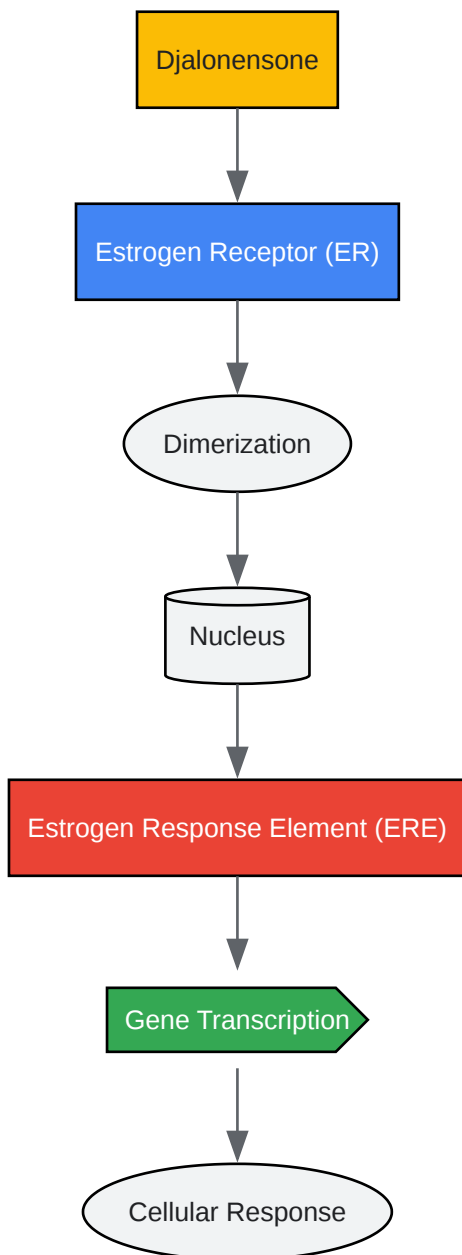 Djalonensone
Estrogen Receptor (ER)
Dimerization
Nucleus
Estrogen Response Element (ERE)
Gene Transcription
Cellular Response